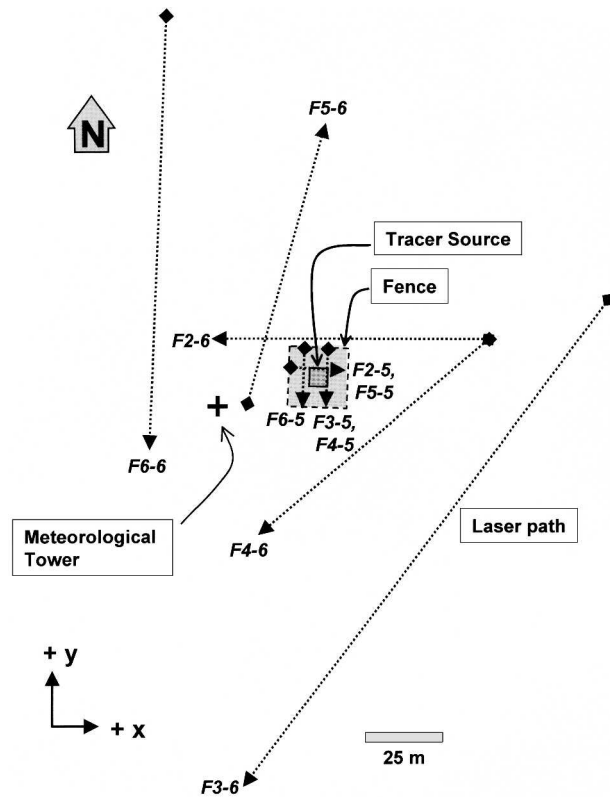 F5-6
N
Tracer Source
Fence
F2-6
F2-5,
F5-5
F6-5
F3-5,
F4-5
F6-6
Meteorological
Tower
F4-6
Laser path
+ y
+ x
25 m
F3-6